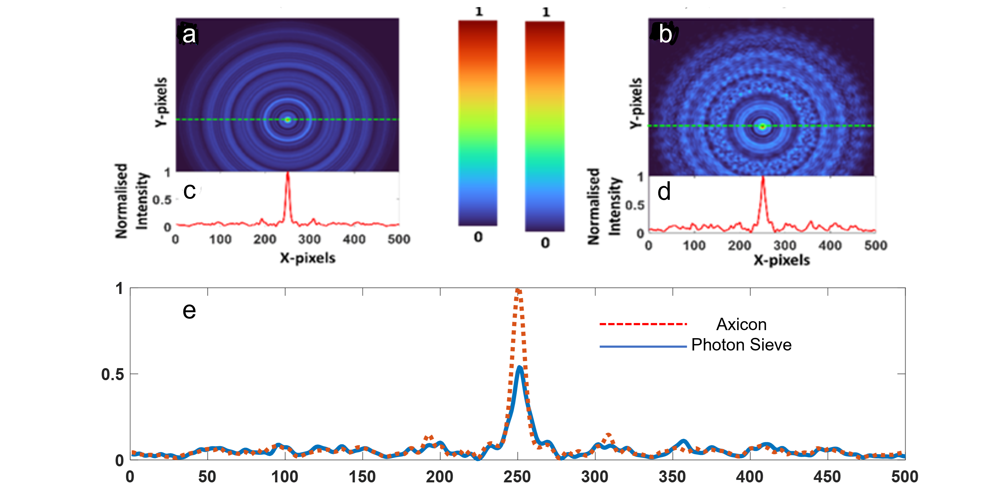 1
1
a
b
Y-pixels
Y-pixels
0
0
Normalised
Intensity
1
0.5
0
c
0
100
200
300
400
500
X-pixels
Normalised
Intensity
1
0.5
0
d
0
100
200
300
400
500
X-pixels
1
0.5
0
e
Axicon
Photon Sieve
0
50
100
150
200
250
300
350
400
450
500